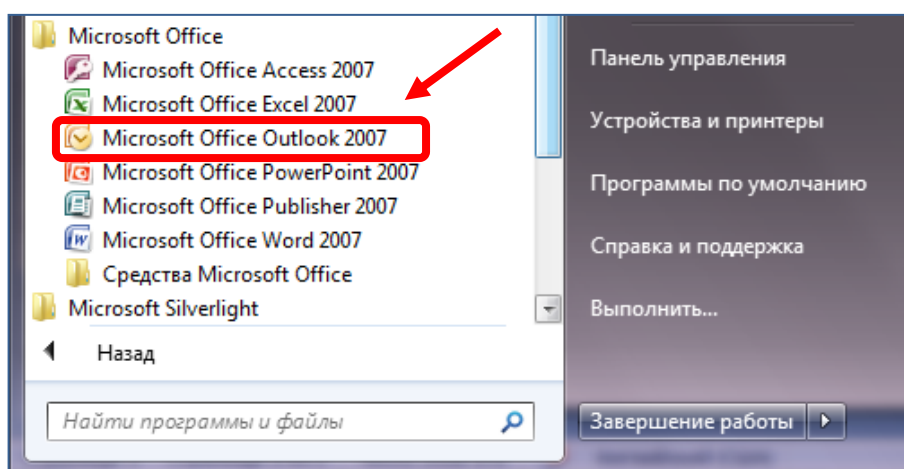 Microsoft Office
Microsoft Office Access 2007
Microsoft Office Excel 2007
Microsoft Office Outlook 2007
Microsoft Office PowerPoint 2007
Microsoft Office Publisher 2007
Microsoft Office Word 2007
Средства Microsoft Office
Microsoft Silverlight
Назад
Найти программы и файлы
Панель управления
Устройства и принтеры
Программы по умолчанию
Справка и поддержка
Выполнить...
Завершение работы